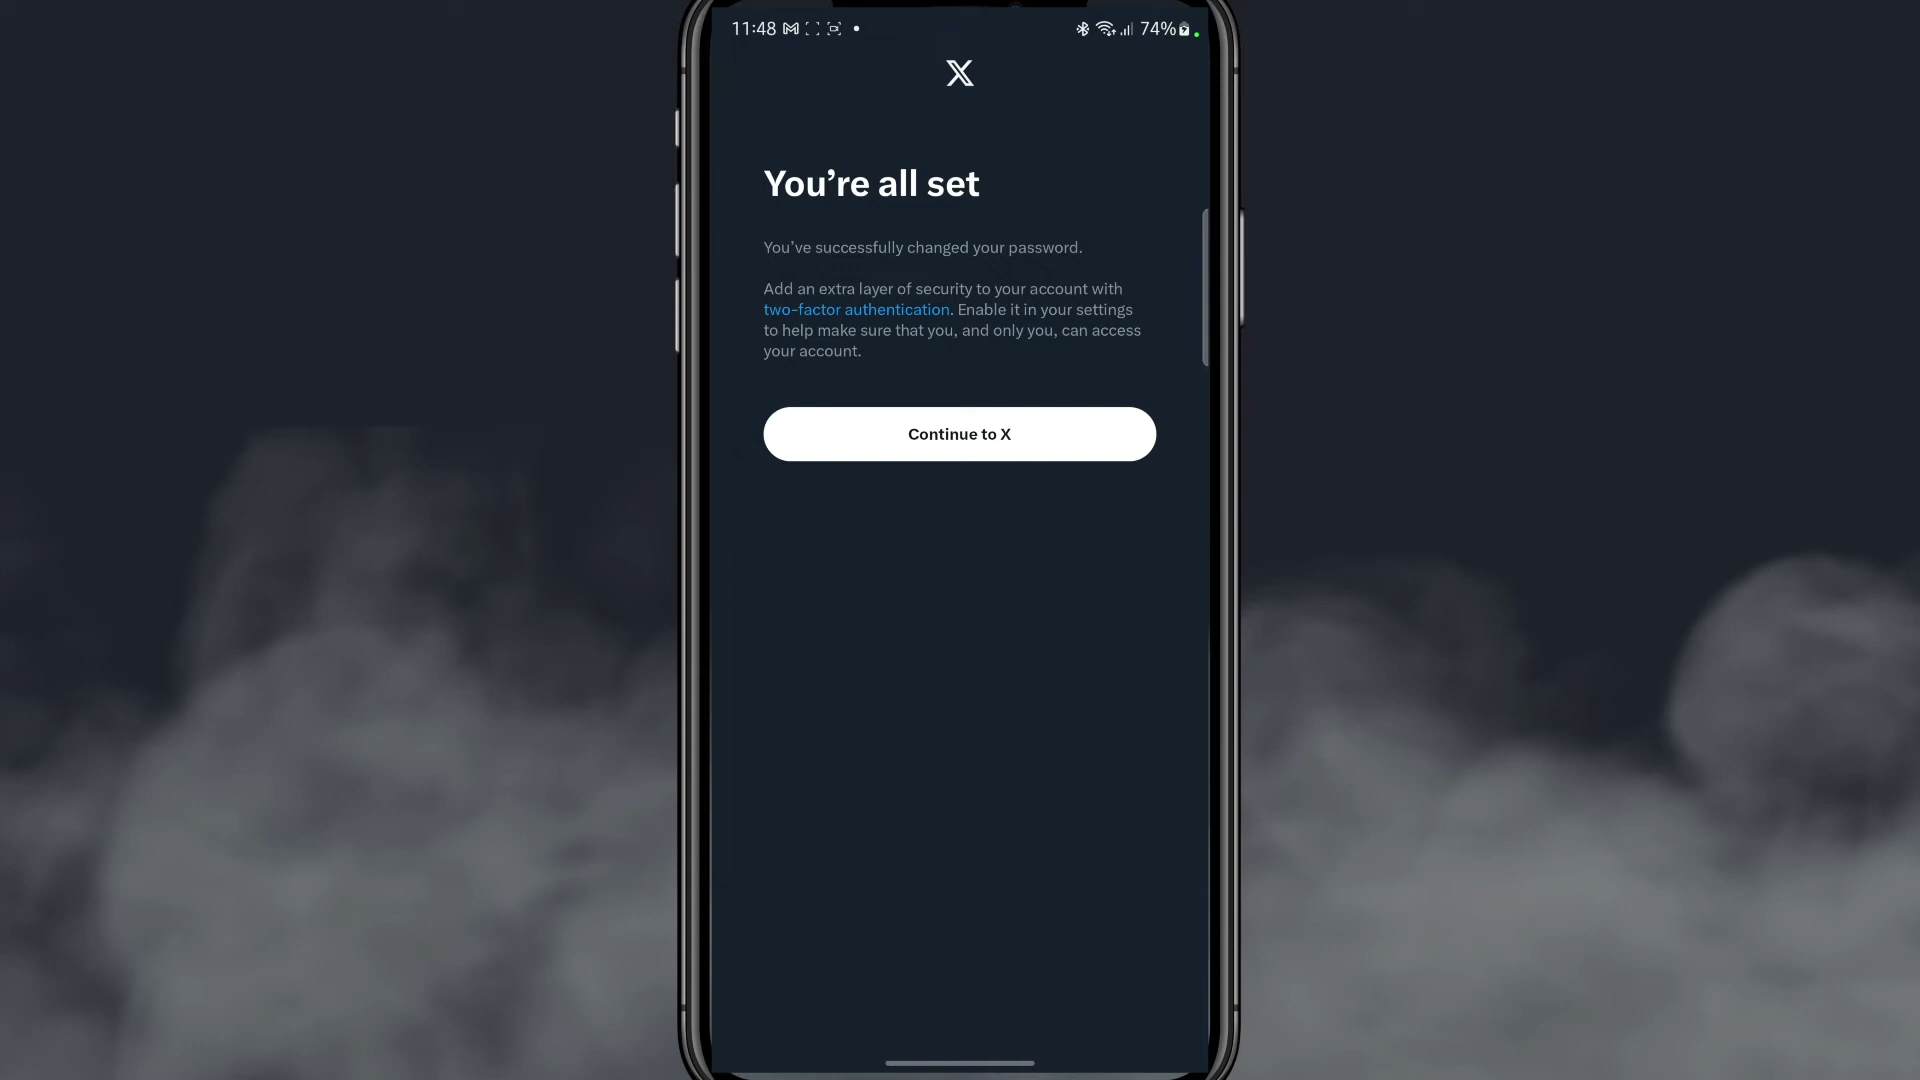 11:48 74%
You’re all set
You’ve successfully changed your password.
Add an extra layer of security to your account with
two-factor authentication. Enable it in your settings
to help make sure that you, and only you, can access
your account.
Continue to X